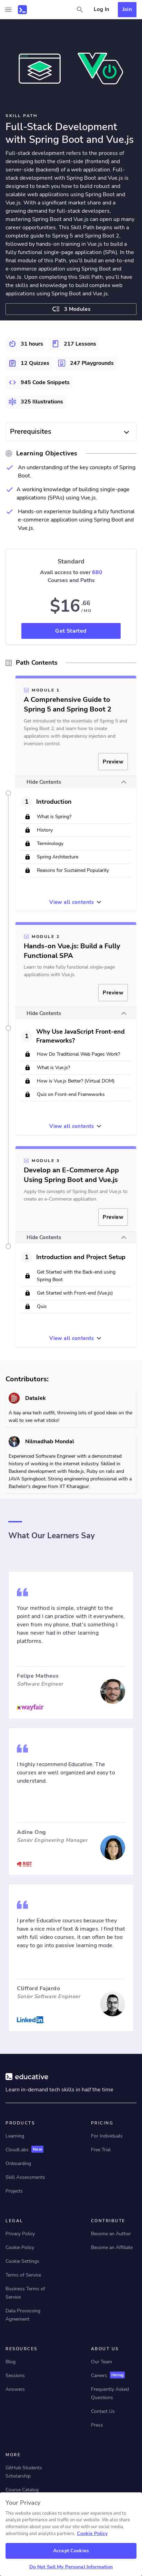 Log In
Join
SKILL PATH
Full-Stack Development
with Spring Boot and Vue.js
Full-stack development refers to the process of
building both the client-side (front-end) and
server-side (backend) of a web application. Full-
Stack Development with Spring Boot and Vue.js is
designed to teach you how to build robust and
scalable web applications using Spring Boot and
Vue.js. With a significant market share and a
growing demand for full-stack developers,
mastering Spring Boot and Vue.js can open up many
career opportunities. This Skill Path begins with a
complete guide to Spring 5 and Spring Boot 2,
followed by hands-on training in Vue.js to build a
fully functional single-page application (SPA). In the
final module of this Path, you'll build an end-to-end
e-commerce application using Spring Boot and
Vue.js. Upon completing this Skill Path, you'll have
the skills and knowledge to build complex web
applications using Spring Boot and Vue.js.
3 Modules
31 hours
217 Lessons
12 Quizzes
247 Playgrounds
945 Code Snippets
325 Illustrations
Prerequisites
Learning Objectives
An understanding of the key concepts of Spring
Boot.
A working knowledge of building single-page
applications (SPAs) using Vue.js.
Hands-on experience building a fully functional
e-commerce application using Spring Boot and
Vue.js.
Standard
Avail access to over 680
Courses and Paths
$16.66
/ MO
Get Started
Path Contents
MODULE 1
A Comprehensive Guide to
Spring 5 and Spring Boot 2
Get introduced to the essentials of Spring 5 and
Spring Boot 2, and learn how to create
applications with dependency injection and
inversion control.
Preview
Hide Contents
1 Introduction
What is Spring?
History
Terminology
Spring Architecture
Reasons for Sustained Popularity
View all contents
MODULE 2
Hands-on Vue.js: Build a Fully
Functional SPA
Learn to make fully functional single-page
applications with Vue.js.
Preview
Hide Contents
1 Why Use JavaScript Front-end
Frameworks?
How Do Traditional Web Pages Work?
What is Vue.js?
How is Vue.js Better? (Virtual DOM)
Quiz on Front-end Frameworks
View all contents
MODULE 3
Develop an E-Commerce App
Using Spring Boot and Vue.js
Apply the concepts of Spring Boot and Vue.js to
create an e-Commerce application.
Preview
Hide Contents
1 Introduction and Project Setup
Get Started with the Back-end using
Spring Boot
Get Started with Front-end (Vue.js)
Quiz
View all contents
Contributors:
DataJek
A bay area tech outfit, throwing lots of good ideas on the
wall to see what sticks!
Nilmadhab Mondal
Experienced Software Engineer with a demonstrated
history of working in the internet industry. Skilled in
Backend development with NodeJs, Ruby on rails and
JAVA Springboot. Strong engineering professional with a
Bachelor's degree from IIT Kharagpur.
What Our Learners Say
Your method is simple, straight to the
point and I can practice with it everywhere,
even from my phone, that's something I
never had on other in learning
platforms.
Felipe Matheus
Software Engineer
wayfair
I highly recommend Educative. The
courses are well organized and easy to
understand.
Adina Ong
Senior Engineering Manager
RIOT
I prefer Educative courses because they
have a nice mix of text & images. I find that
with full video courses, it can often be too
easy to go into passive learning mode.
Clifford Fajardo
Senior Software Engineer
LinkedIn
educative
Learn in-demand tech skills in half the time
PRODUCTS
PRICING
Learning
For Individuals
CloudLabs New
Free Trial
Onboarding
Skill Assessments
Projects
LEGAL
CONTRIBUTE
Privacy Policy
Become an Author
Cookie Policy
Become an Affiliate
Cookie Settings
Terms of Service
Business Terms of
Service
Data Processing
Agreement
RESOURCES
ABOUT US
Blog
Our Team
Sessions
Careers Hiring
Answers
Frequently Asked
Questions
Contact Us
Press
MORE
GitHub Students
Scholarship
Course Catalog
Your Privacy
We use cookies to ensure you get the
experience on our website. We also share
information about your use of our site with our social media,
advertising and analytics partners. Cookie Policy
Accept Cookies
Do Not Sell My Personal Information